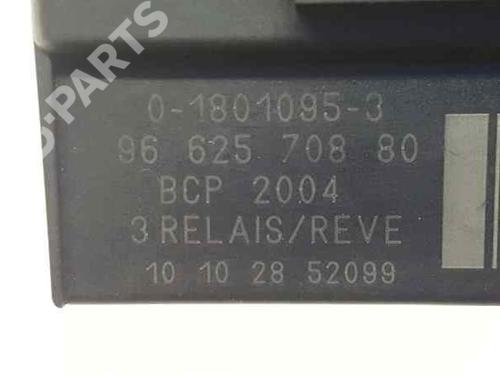 B-PARTS
0-1801095-3
96 625 708 80
BCP 2004
3 RELAIS/REVE
10 10 28 52099